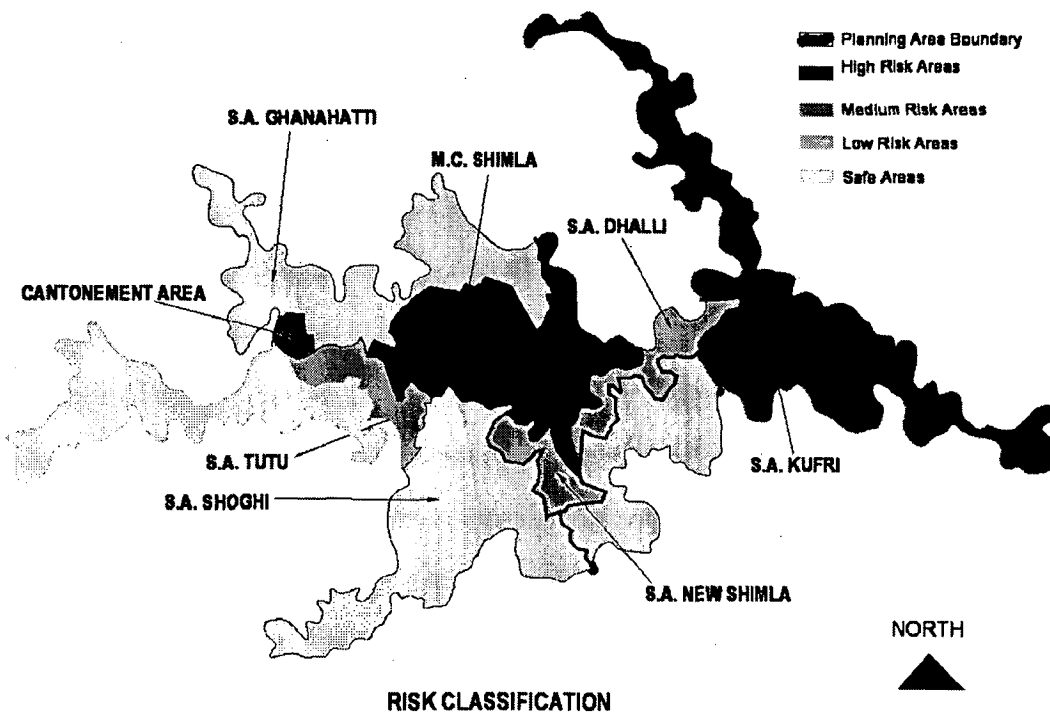 Planning Area Boundary
High Risk Areas
Medium Risk Areas
Low Risk Areas
Safe Areas
S.A. GHANAHATTI
M.C. SHIMLA
S.A. DHALLI
CANTONEMENT AREA
S.A. TUTU
S.A. SHOGHI
S.A. KUFRI
S.A. NEW SHIMLA
NORTH
RISK CLASSIFICATION